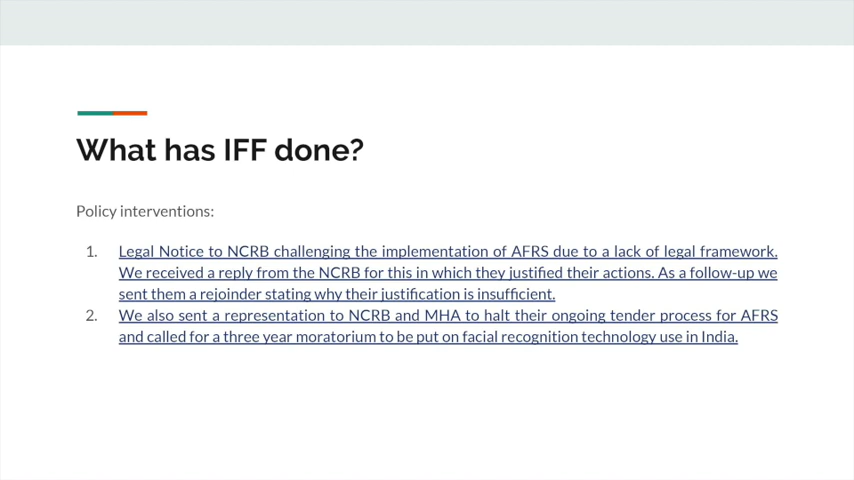 What has IFF done?
Policy interventions:
1. Legal Notice to NCRB challenging the implementation of AFRS due to a lack of legal framework.
We received a reply from the NCRB for this in which they justified their actions. As a follow-up we
sent them a rejoinder stating why their justification is insufficient.
2. We also sent a representation to NCRB and MHA to halt their ongoing tender process for AFRS
and called for a three year moratorium to be put on facial recognition technology use in India.